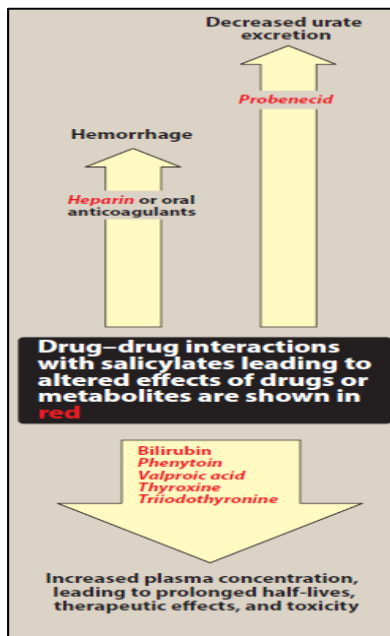 Decreased urate
excretion
Probenecid
Hemorrhage
Heparin or oral
anticoagulants
Drug–drug interactions
with salicylates leading to
altered effects of drugs or
metabolites are shown in
red
Bilirubin
Phenytoin
Valproic acid
Thyroxine
Triiodothyronine
Increased plasma concentration,
leading to prolonged half-lives,
therapeutic effects, and toxicity